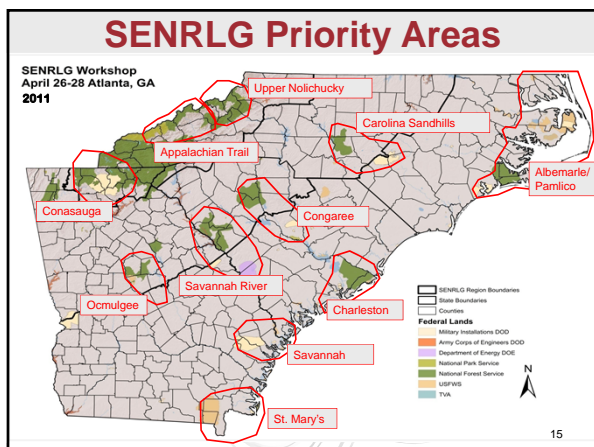 SENRLG Priority Areas
SENRLG Workshop
April 26-28 Atlanta, GA
2011
Upper Nolichucky
Carolina Sandhills
Appalachian Trail
Albemarle/
Pamlico
Conasauga
Congaree
Ocmulgee
Savannah River
Charleston
Savannah
St. Mary's
SENRLG Region Boundaries
State Boundaries
Counties
Federal Lands
Military Installations DOD
Army Corps of Engineers DOD
Department of Energy DOE
National Park Service
National Forest Service
USFWS
TVA
N
15